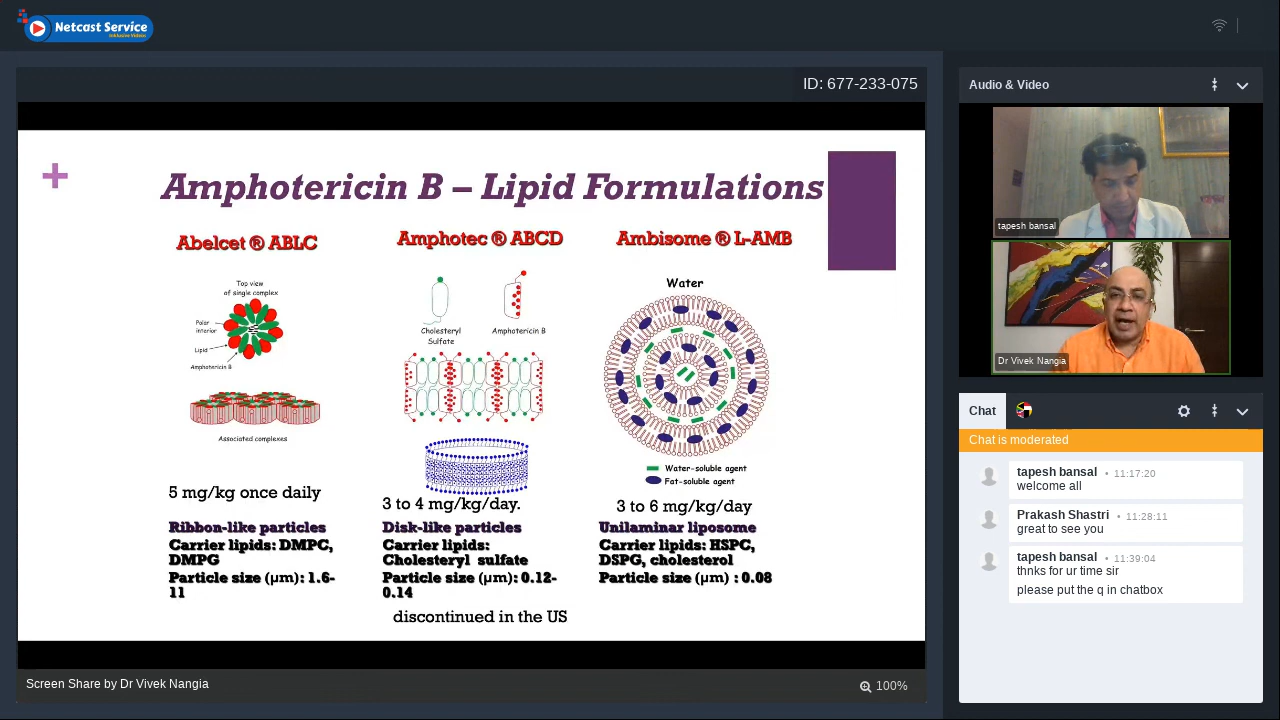 Netcast Service
Inklusive Videos
ID: 677-233-075
Amphotericin B – Lipid Formulations
Abelcet ® ABLC
Top view
of single complex
Polar
interior
Lipid
Amphotericin B
Associated complexes
5 mg/kg once daily
Ribbon-like particles
Carrier lipids: DMPC,
DMPG
Particle size (µm): 1.6-
11
Amphotec ® ABCD
Cholesteryl
Sulfate
Amphotericin B
3 to 4 mg/kg/day.
Disk-like particles
Carrier lipids:
Cholesteryl sulfate
Particle size (µm): 0.12-
0.14
discontinued in the US
Ambisome ® L-AMB
Water
Water-soluble agent
Fat-soluble agent
3 to 6 mg/kg/day
Unilaminar liposome
Carrier lipids: HSPC,
DSPG, cholesterol
Particle size (µm) : 0.08
Screen Share by Dr Vivek Nangia
100%
Audio & Video
tapesh bansal
Dr Vivek Nangia
Chat
Chat is moderated
tapesh bansal • 11:17:20
welcome all
Prakash Shastri • 11:28:11
great to see you
tapesh bansal • 11:39:04
thnks for ur time sir
please put the q in chatbox